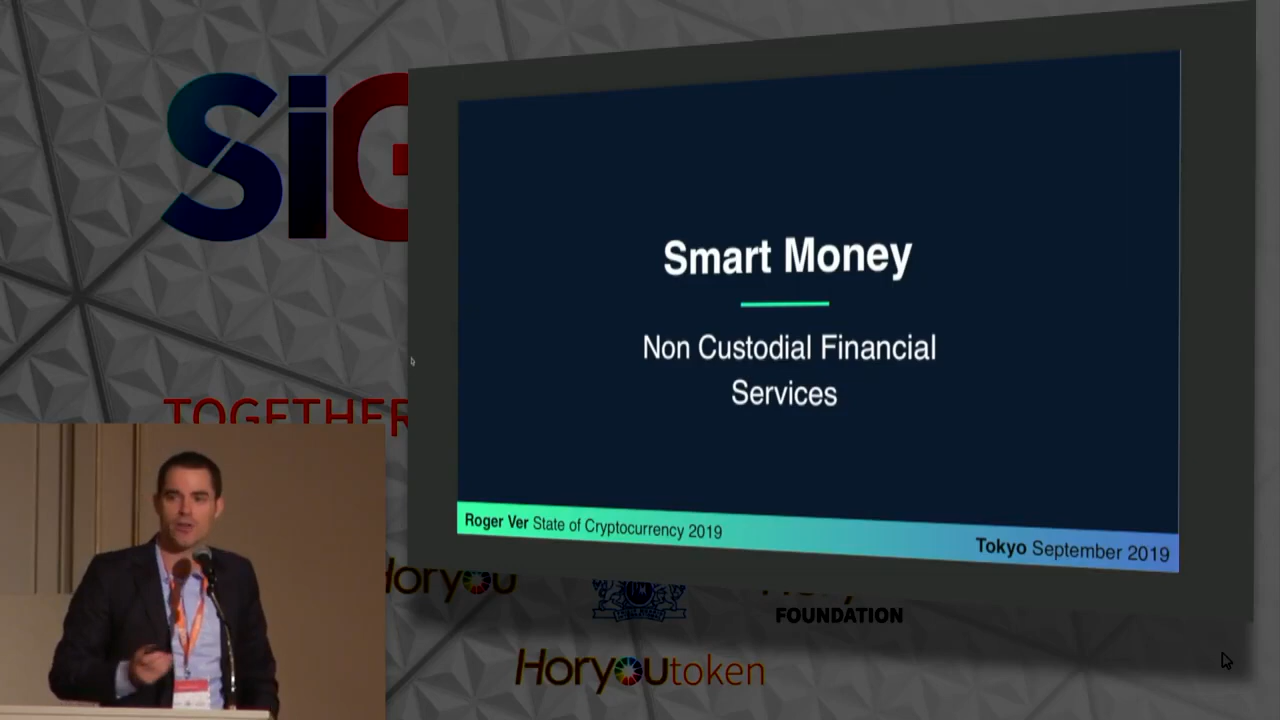 SiG
TOGETHER
Smart Money
Non Custodial Financial
Services
Roger Ver State of Cryptocurrency 2019
Tokyo September 2019
Horyou
FOUNDATION
Horyoutoken